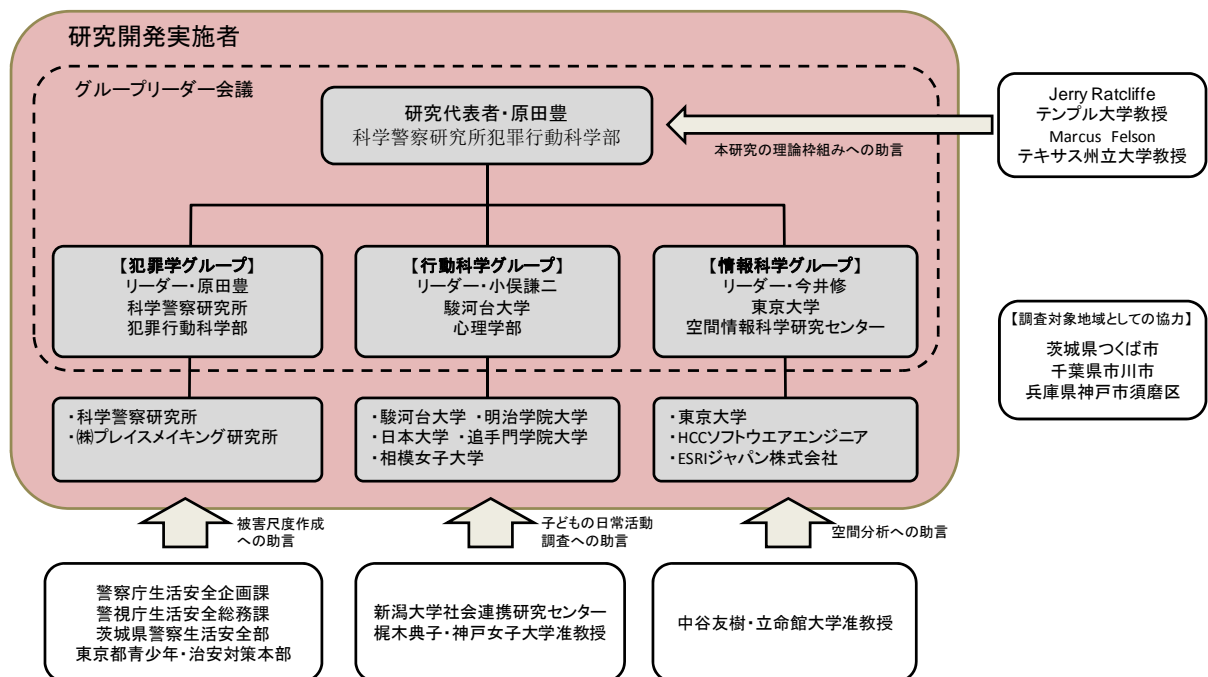 研究開発実施者
グループリーダー会議
研究代表者・原田豊
科学警察研究所犯罪行動科学部
本研究の理論枠組みへの助言
Jerry Ratcliffe
テンプル大学教授
Marcus Felson
テキサス州立大学教授
【犯罪学グループ】
リーダー・原田豊
科学警察研究所
犯罪行動科学部
【行動科学グループ】
リーダー・小俣謙二
駿河台大学
心理学部
【情報科学グループ】
リーダー・今井修
東京大学
空間情報科学研究センター
【調査対象地域としての協力】
茨城県つくば市
千葉県市川市
兵庫県神戸市須磨区
・科学警察研究所
・㈱プレイスメイキング研究所
・駿河台大学 ・明治学院大学
・日本大学 ・追手門学院大学
・相模女子大学
・東京大学
・HCCソフトウエアエンジニア
・ESRIジャパン株式会社
被害尺度作成
への助言
子どもの日常活動
調査への助言
空間分析への助言
警察庁生活安全企画課
警視庁生活安全総務課
茨城県警察生活安全部
東京都青少年・治安対策本部
新潟大学社会連携研究センター
梶木典子・神戸女子大学准教授
中谷友樹・立命館大学准教授